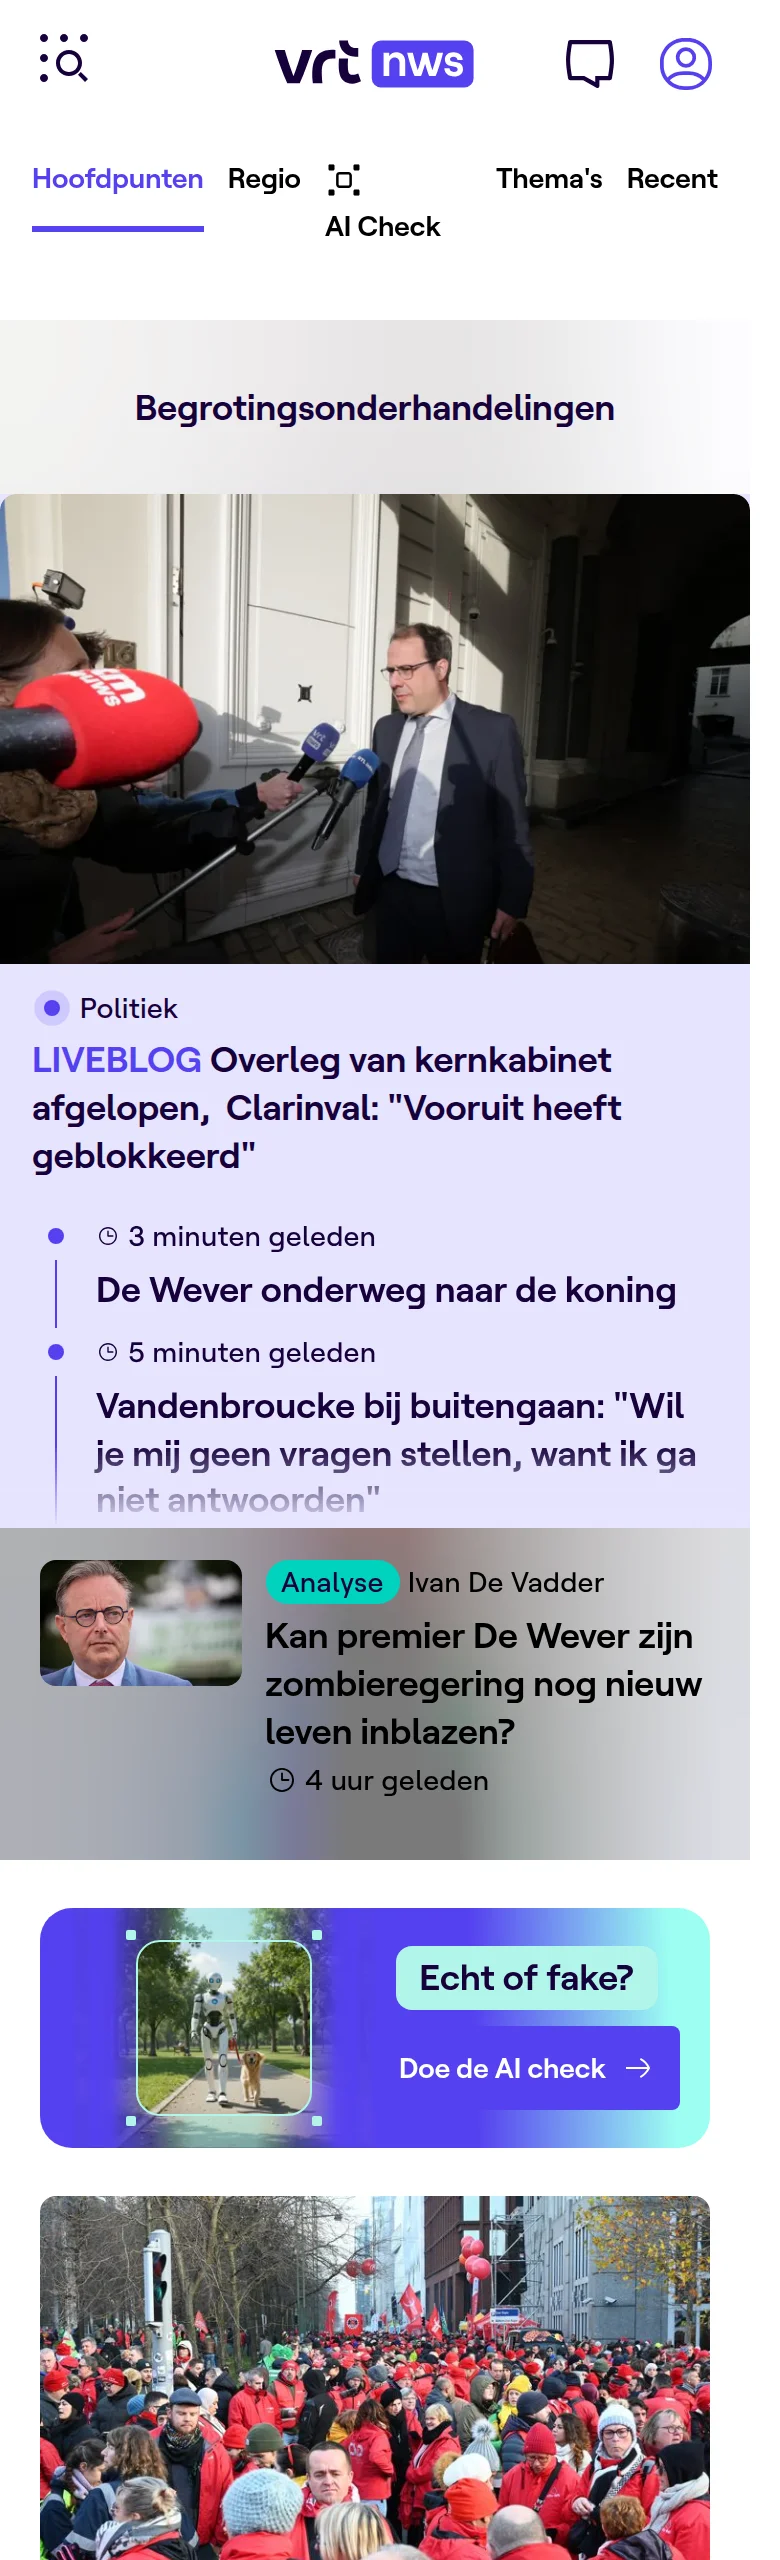 vrt nws
Hoofdpunten Regio AI Check Thema's Recent
Begrotingsonderhandelingen
vtm
nieuws
vrt
Politiek
LIVEBLOG Overleg van kernkabinet
afgelopen, Clarinval: "Vooruit heeft
geblokkeerd"
3 minuten geleden
De Wever onderweg naar de koning
5 minuten geleden
Vandenbroucke bij buitengaan: "Wil
je mij geen vragen stellen, want ik ga
niet antwoorden"
Analyse Ivan De Vadder
Kan premier De Wever zijn
zombieregering nog nieuw
leven inblazen?
4 uur geleden
Echt of fake?
Doe de AI check